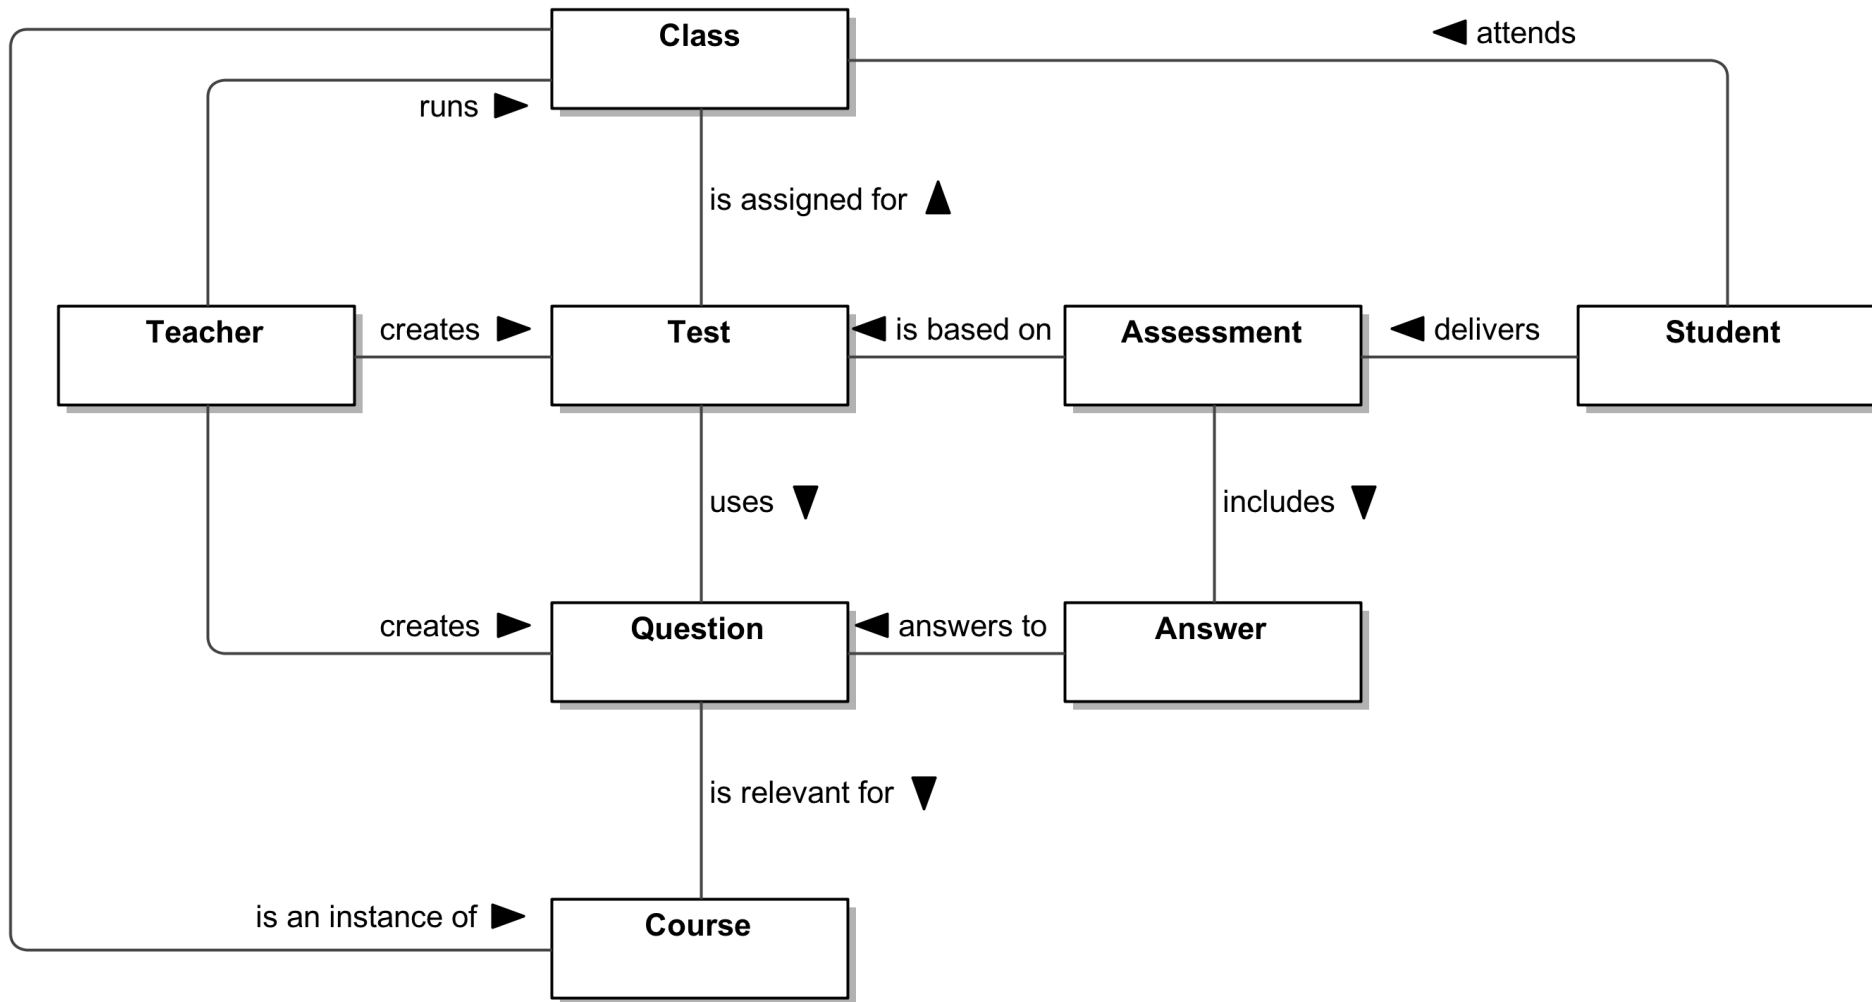 Class
attends
runs
is assigned for
Teacher
creates
Test
is based on
Assessment
delivers
Student
uses
includes
creates
Question
answers to
Answer
is relevant for
is an instance of
Course